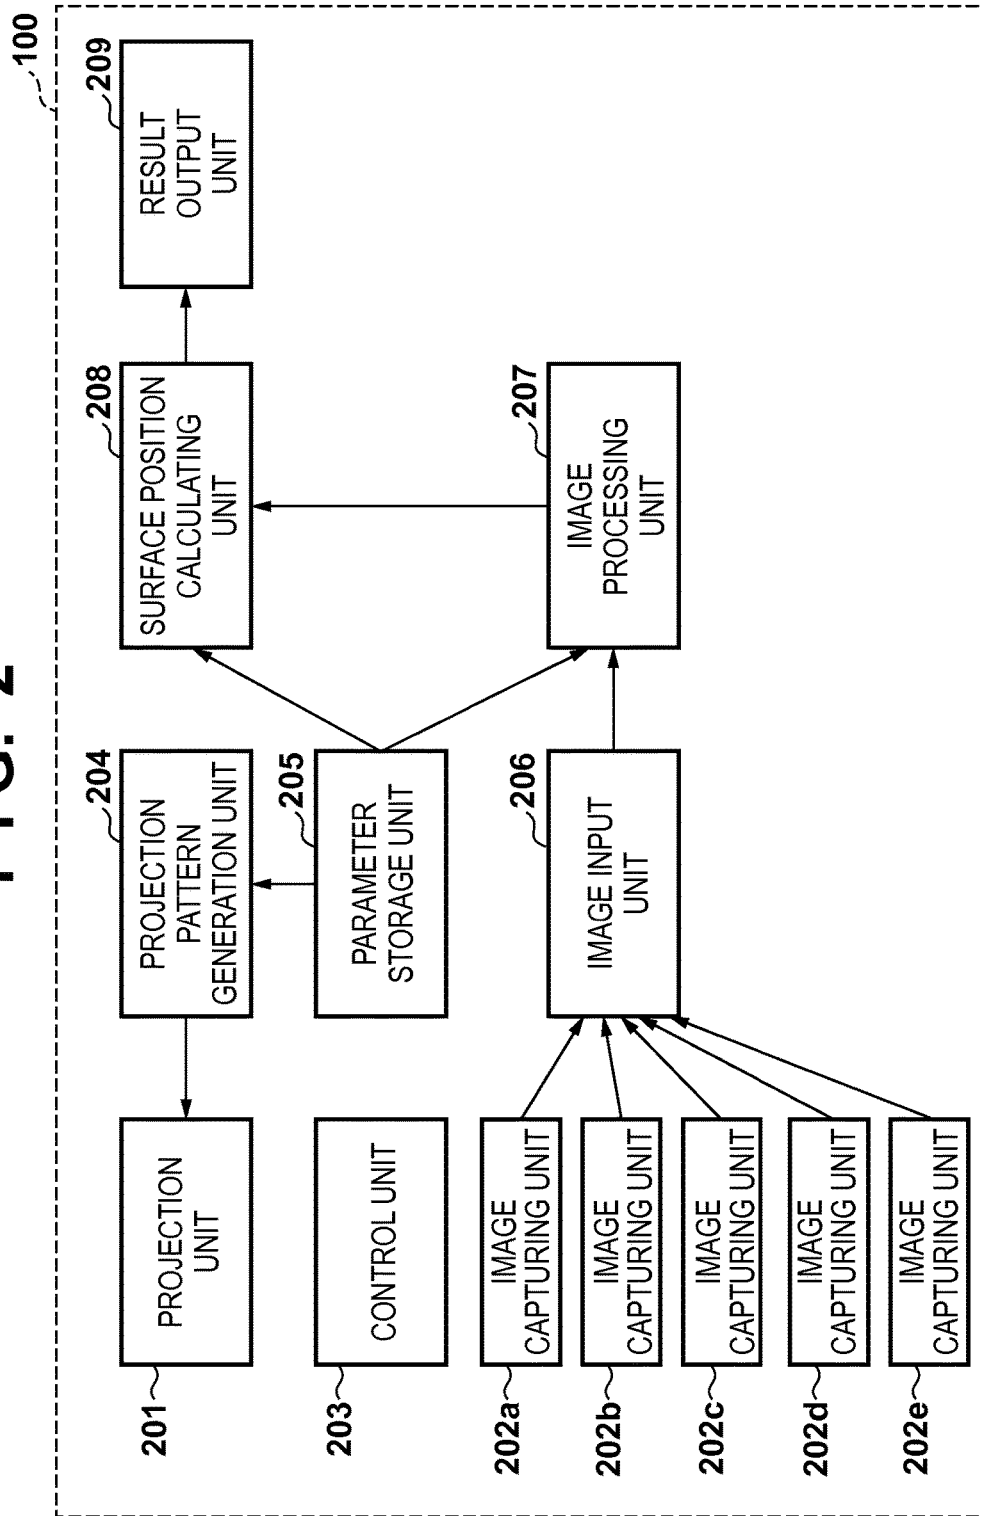 FIG. 2
100
201
PROJECTION
UNIT
204
PROJECTION
PATTERN
GENERATION UNIT
208
SURFACE POSITION
CALCULATING
UNIT
209
RESULT
OUTPUT
UNIT
203
CONTROL UNIT
205
PARAMETER
STORAGE UNIT
202a
IMAGE
CAPTURING UNIT
202b
IMAGE
CAPTURING UNIT
202c
IMAGE
CAPTURING UNIT
202d
IMAGE
CAPTURING UNIT
202e
IMAGE
CAPTURING UNIT
206
IMAGE INPUT
UNIT
207
IMAGE
PROCESSING
UNIT